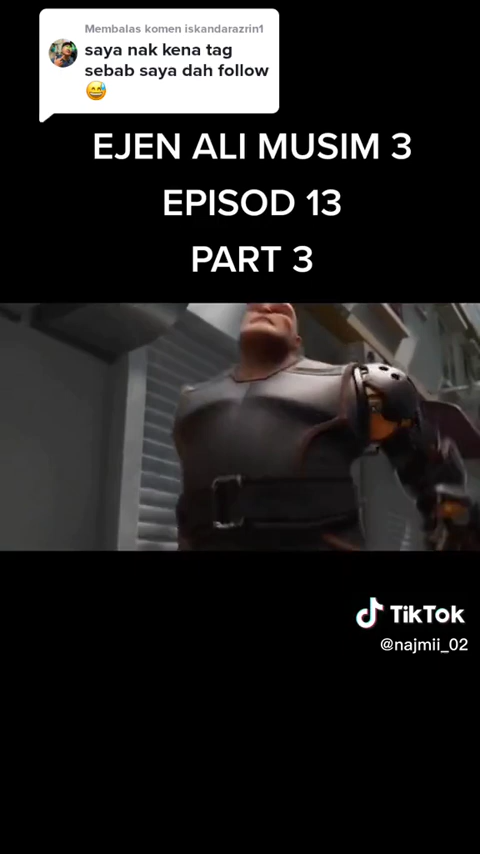 Membalas komen iskandarazrin1
saya nak kena tag
sebab saya dah follow
😅
EJEN ALI MUSIM 3
EPISOD 13
PART 3
TikTok
@najmii_02